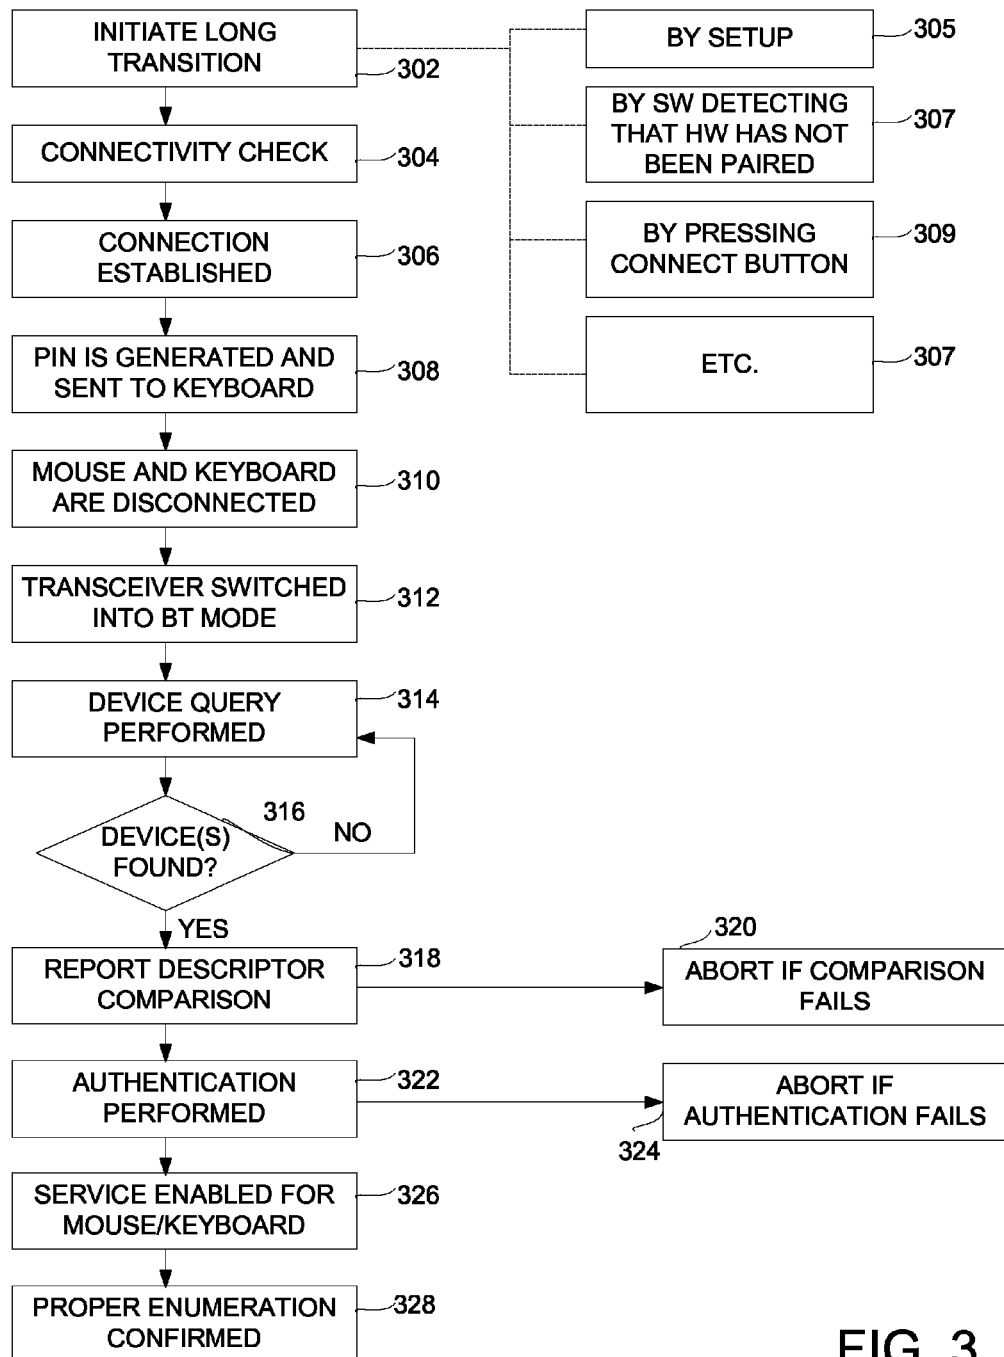 INITIATE LONG
TRANSITION
302
BY SETUP
305
BY SW DETECTING
THAT HW HAS NOT
BEEN PAIRED
307
BY PRESSING
CONNECT BUTTON
309
ETC.
307
CONNECTIVITY CHECK
304
CONNECTION
ESTABLISHED
306
PIN IS GENERATED AND
SENT TO KEYBOARD
308
MOUSE AND KEYBOARD
ARE DISCONNECTED
310
TRANSCEIVER SWITCHED
INTO BT MODE
312
DEVICE QUERY
PERFORMED
314
DEVICE(S)
FOUND?
316
NO
YES
REPORT DESCRIPTOR
COMPARISON
318
320
ABORT IF COMPARISON
FAILS
AUTHENTICATION
PERFORMED
322
ABORT IF
AUTHENTICATION FAILS
324
SERVICE ENABLED FOR
MOUSE/KEYBOARD
326
PROPER ENUMERATION
CONFIRMED
328
FIG. 3